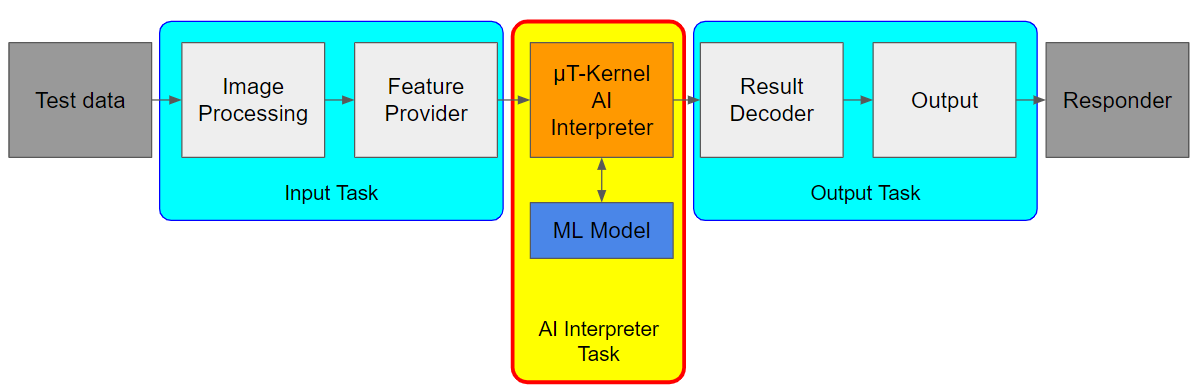 Test data
Image
Processing
Feature
Provider
Input Task
µT-Kernel
AI
Interpreter
ML Model
AI Interpreter
Task
Result
Decoder
Output
Output Task
Responder